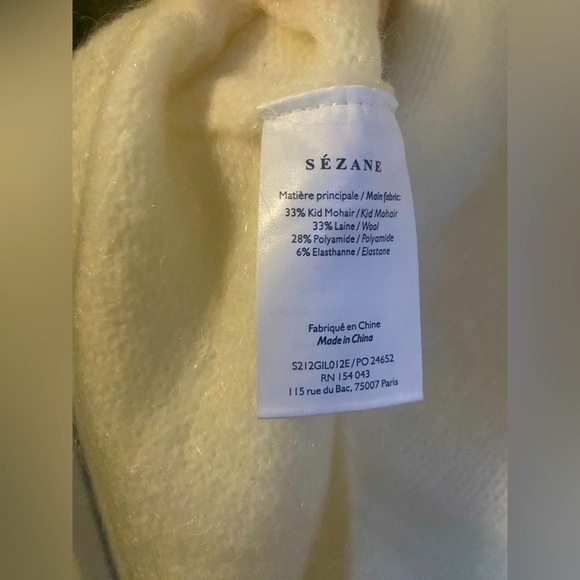 SÉZANE
Matière principale / Main fabric:
33% Kid Mohair / Kid Mohair
33% Laine / Wool
28% Polyamide / Polyamide
6% Elasthanne / Elastane
Fabriqué en Chine
Made in China
S212GIL012E / PO 24652
RN 154 043
115 rue du Bac, 75007 Paris